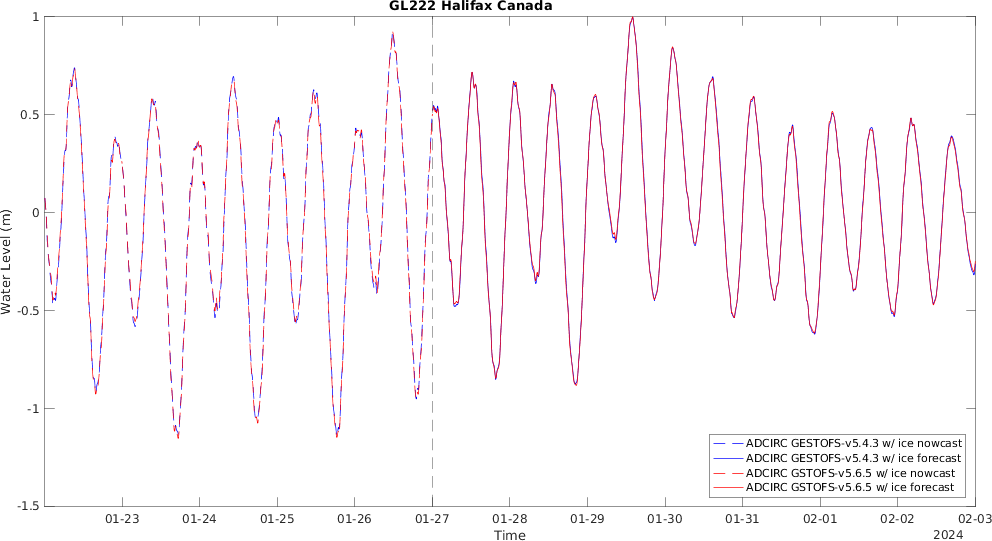 GL222 Halifax Canada
1
0.5
0
-0.5
-1
-1.5
Water Level (m)
01-23
01-24
01-25
01-26
01-27
01-28
01-29
01-30
01-31
02-01
02-02
02-03
Time
2024
ADCIRC GESTOFS-v5.4.3 w/ ice nowcast
ADCIRC GESTOFS-v5.4.3 w/ ice forecast
ADCIRC GSTOFS-v5.6.5 w/ ice nowcast
ADCIRC GSTOFS-v5.6.5 w/ ice forecast